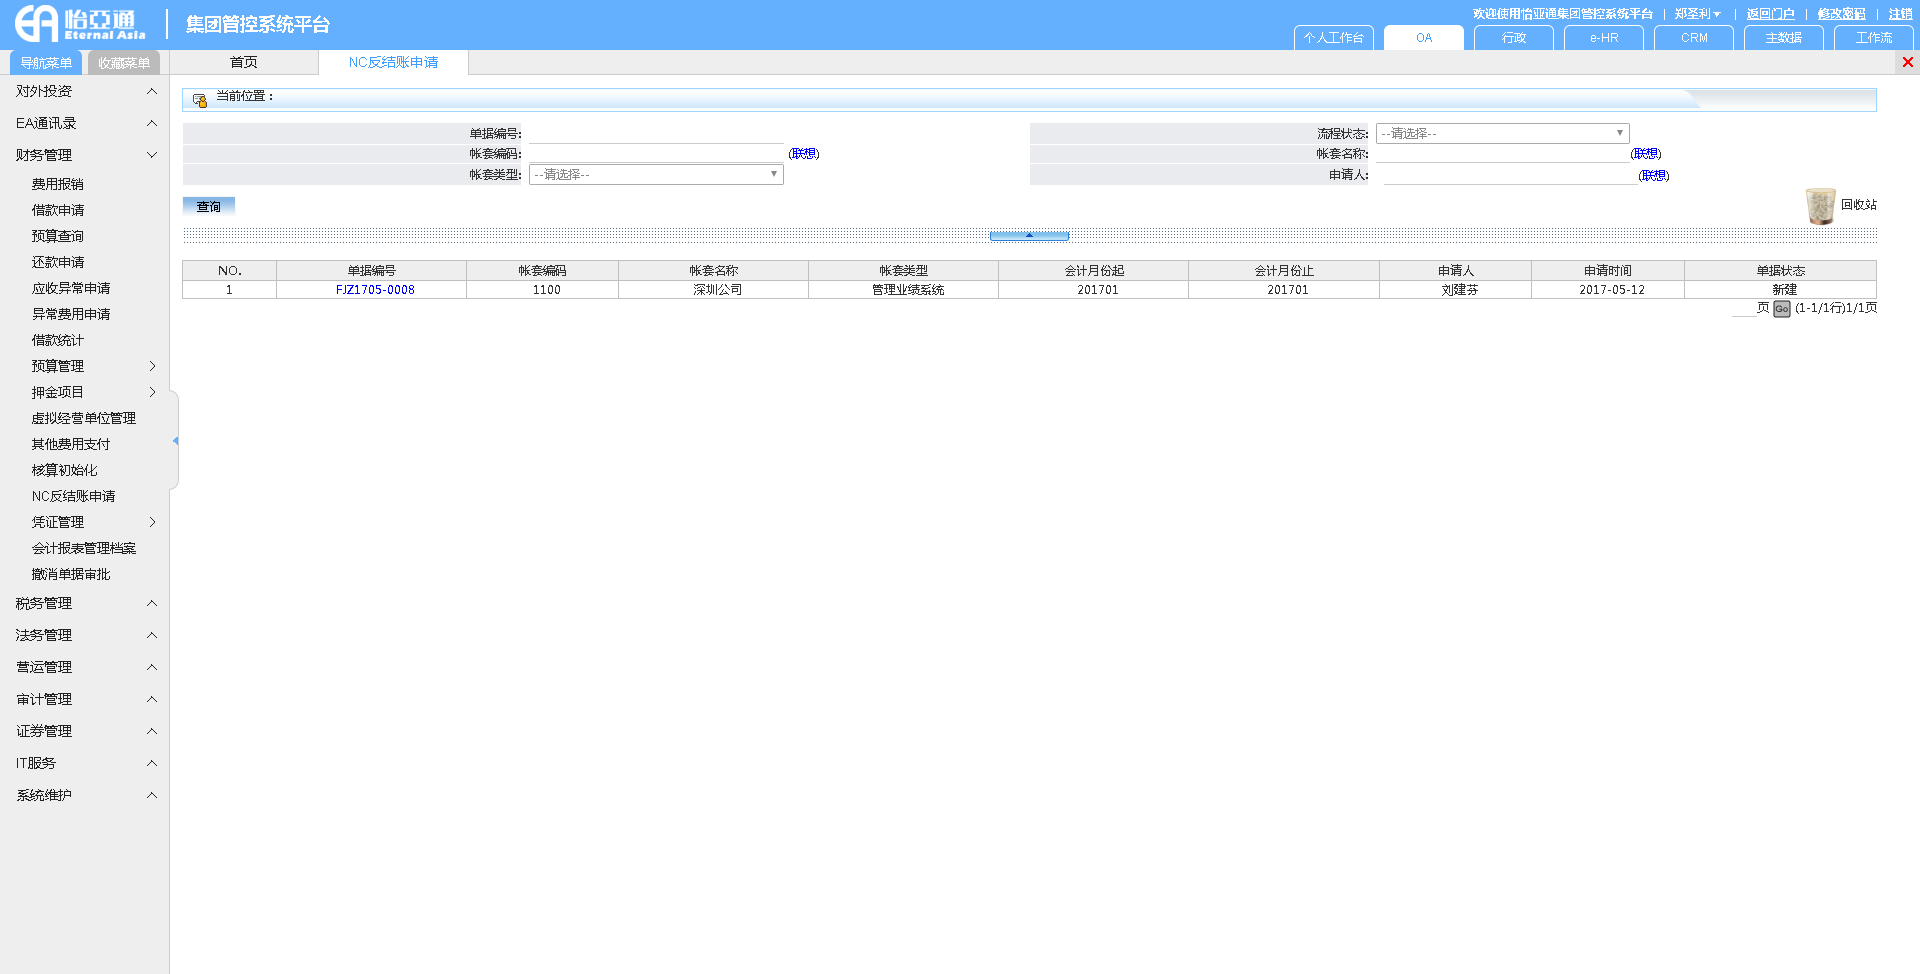 怡亞通
Eternal Asia
集团管控系统平台
欢迎使用怡亚通集团管控系统平台 | 郑圣利▼ | 返回门户 | 修改密码 | 注销
个人工作台 OA 行政 e-HR CRM 主数据 工作流
导航菜单 收藏菜单 首页 NC反结账申请
对外投资
EA通讯录
财务管理
费用报销
借款申请
预算查询
还款申请
应收异常申请
异常费用申请
借款统计
预算管理
押金项目
虚拟经营单位管理
其他费用支付
核算初始化
NC反结账申请
凭证管理
会计报表管理档案
撤消单据审批
税务管理
法务管理
营运管理
审计管理
证券管理
IT服务
系统维护
当前位置：
单据编号: 流程状态: --请选择--
帐套编码: (联想) 帐套名称: (联想)
帐套类型: --请选择-- 申请人: (联想)
查询 回收站
NO. 单据编号 帐套编码 帐套名称 帐套类型 会计月份起 会计月份止 申请人 申请时间 单据状态
1 FJZ1705-0008 1100 深圳公司 管理业绩系统 201701 201701 刘建芬 2017-05-12 新建
页 Go (1-1/1行)1/1页